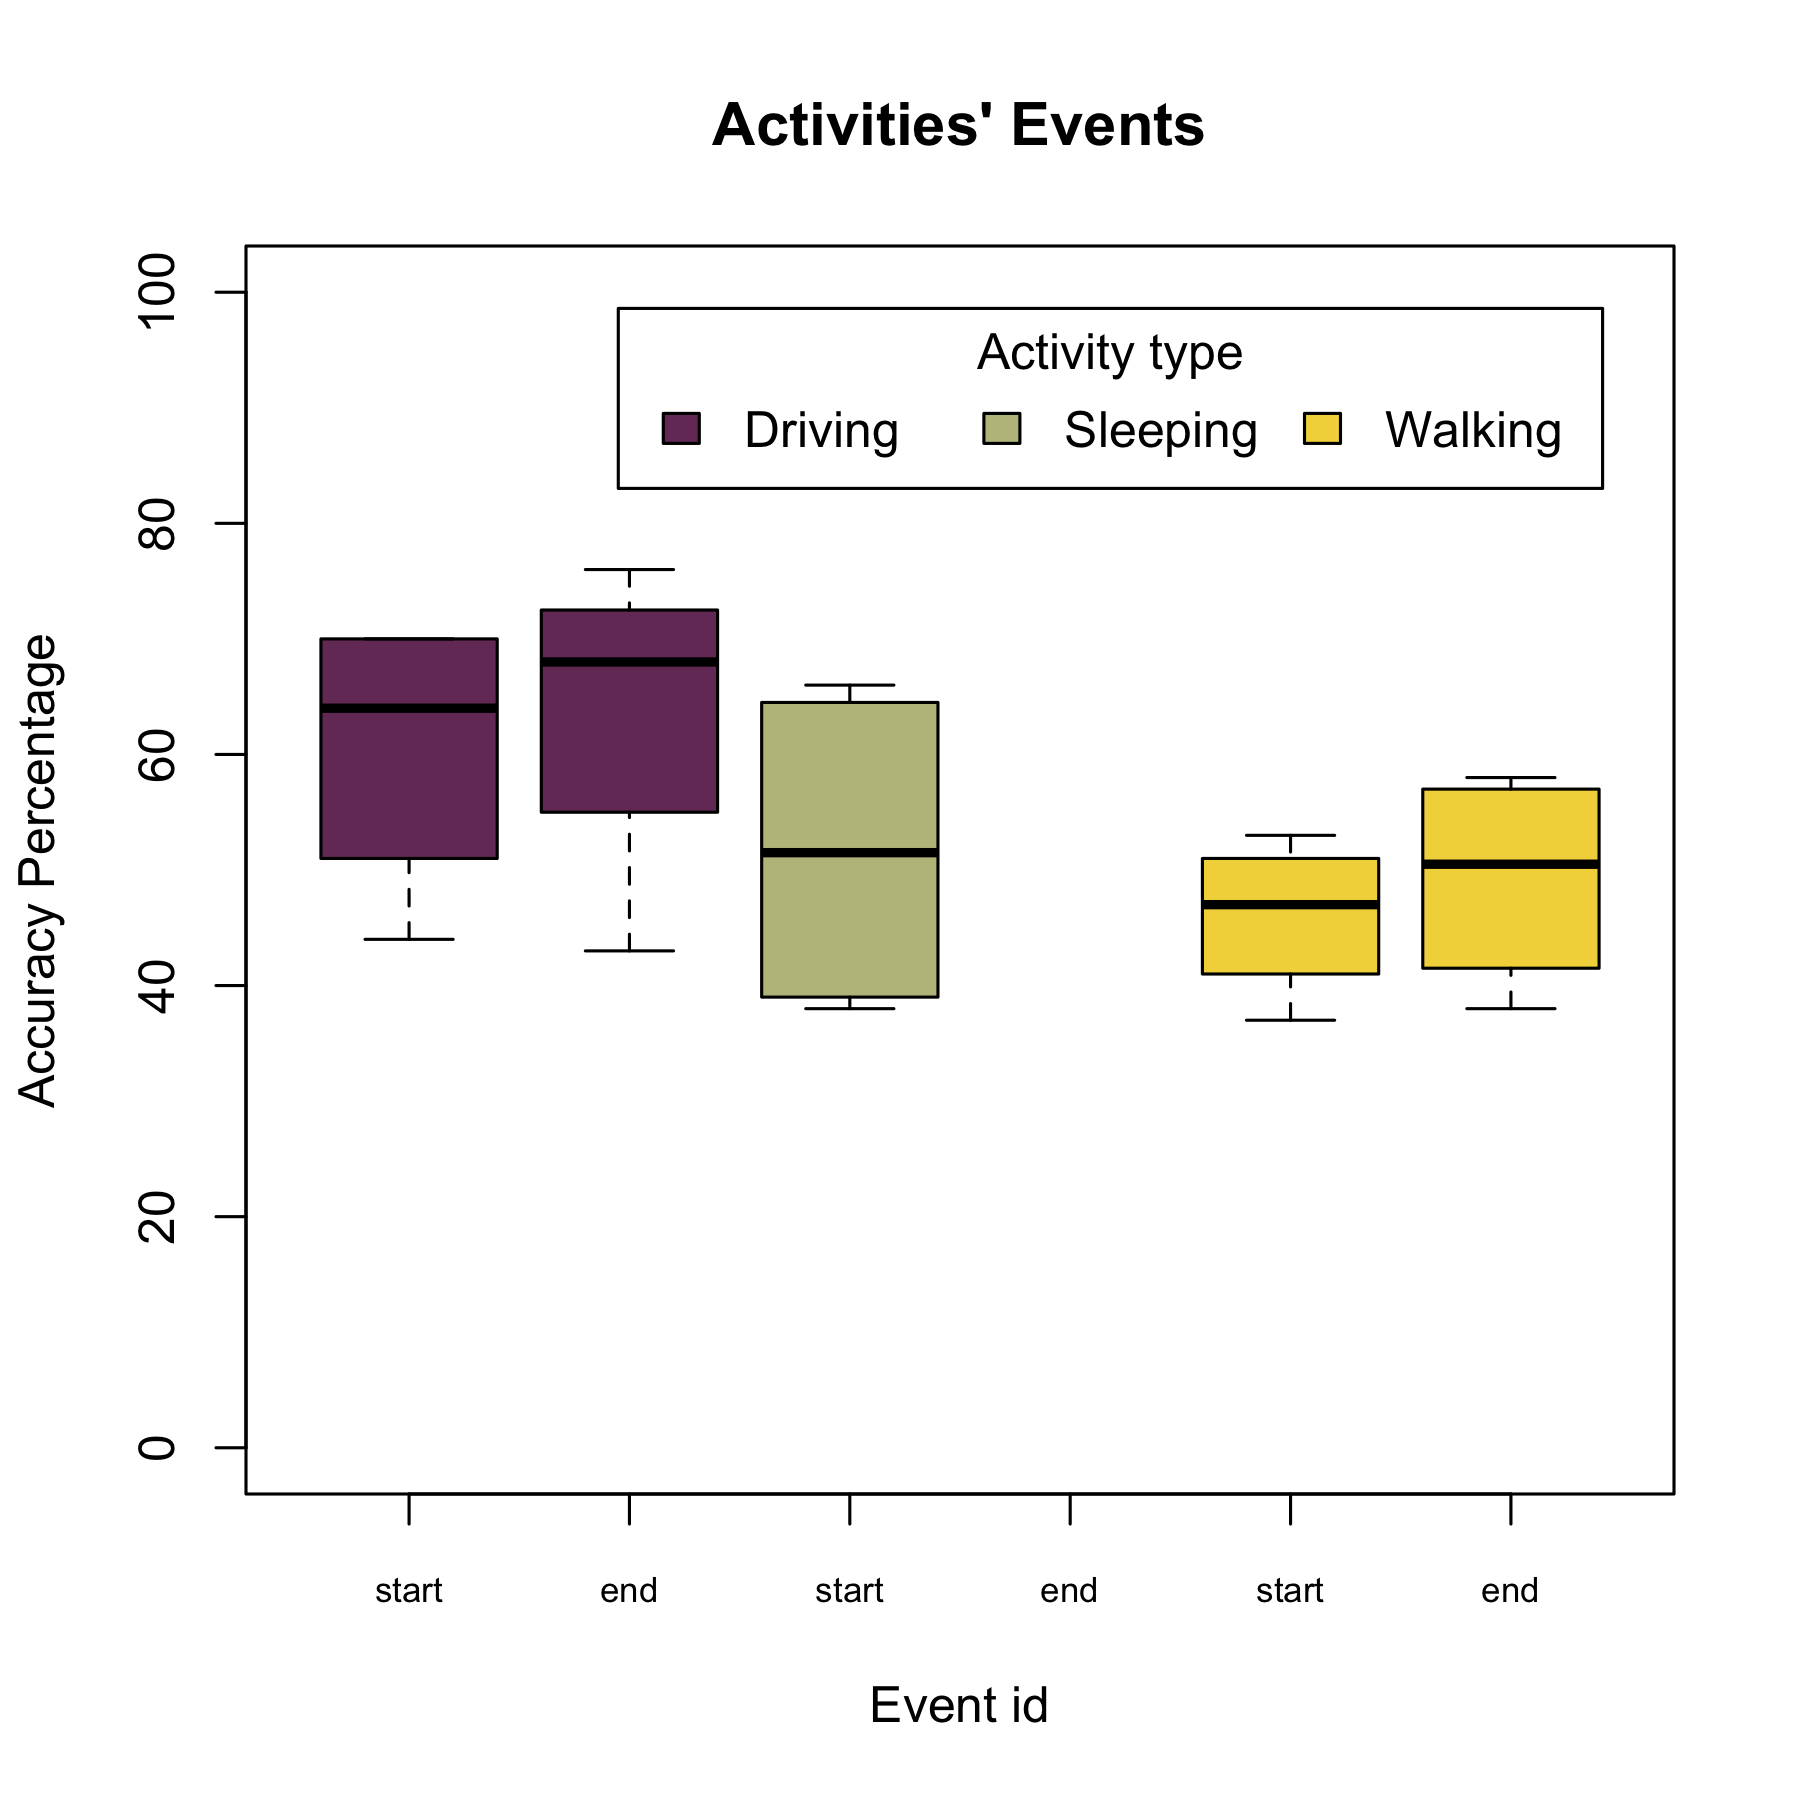 Activities' Events
Activity type
Driving Sleeping Walking
100
80
60
40
20
0
Accuracy Percentage
start end start end start end
Event id